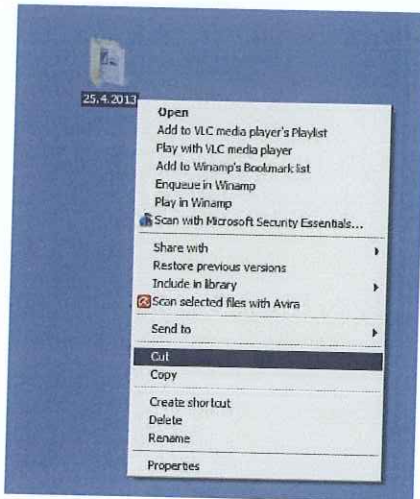 25.4.2013
Open
Add to VLC media player's Playlist
Play with VLC media player
Add to Winamp's Bookmark list
Enqueue in Winamp
Play in Winamp
Scan with Microsoft Security Essentials...
Share with
Restore previous versions
Include in library
Scan selected files with Avira
Send to
Cut
Copy
Create shortcut
Delete
Rename
Properties